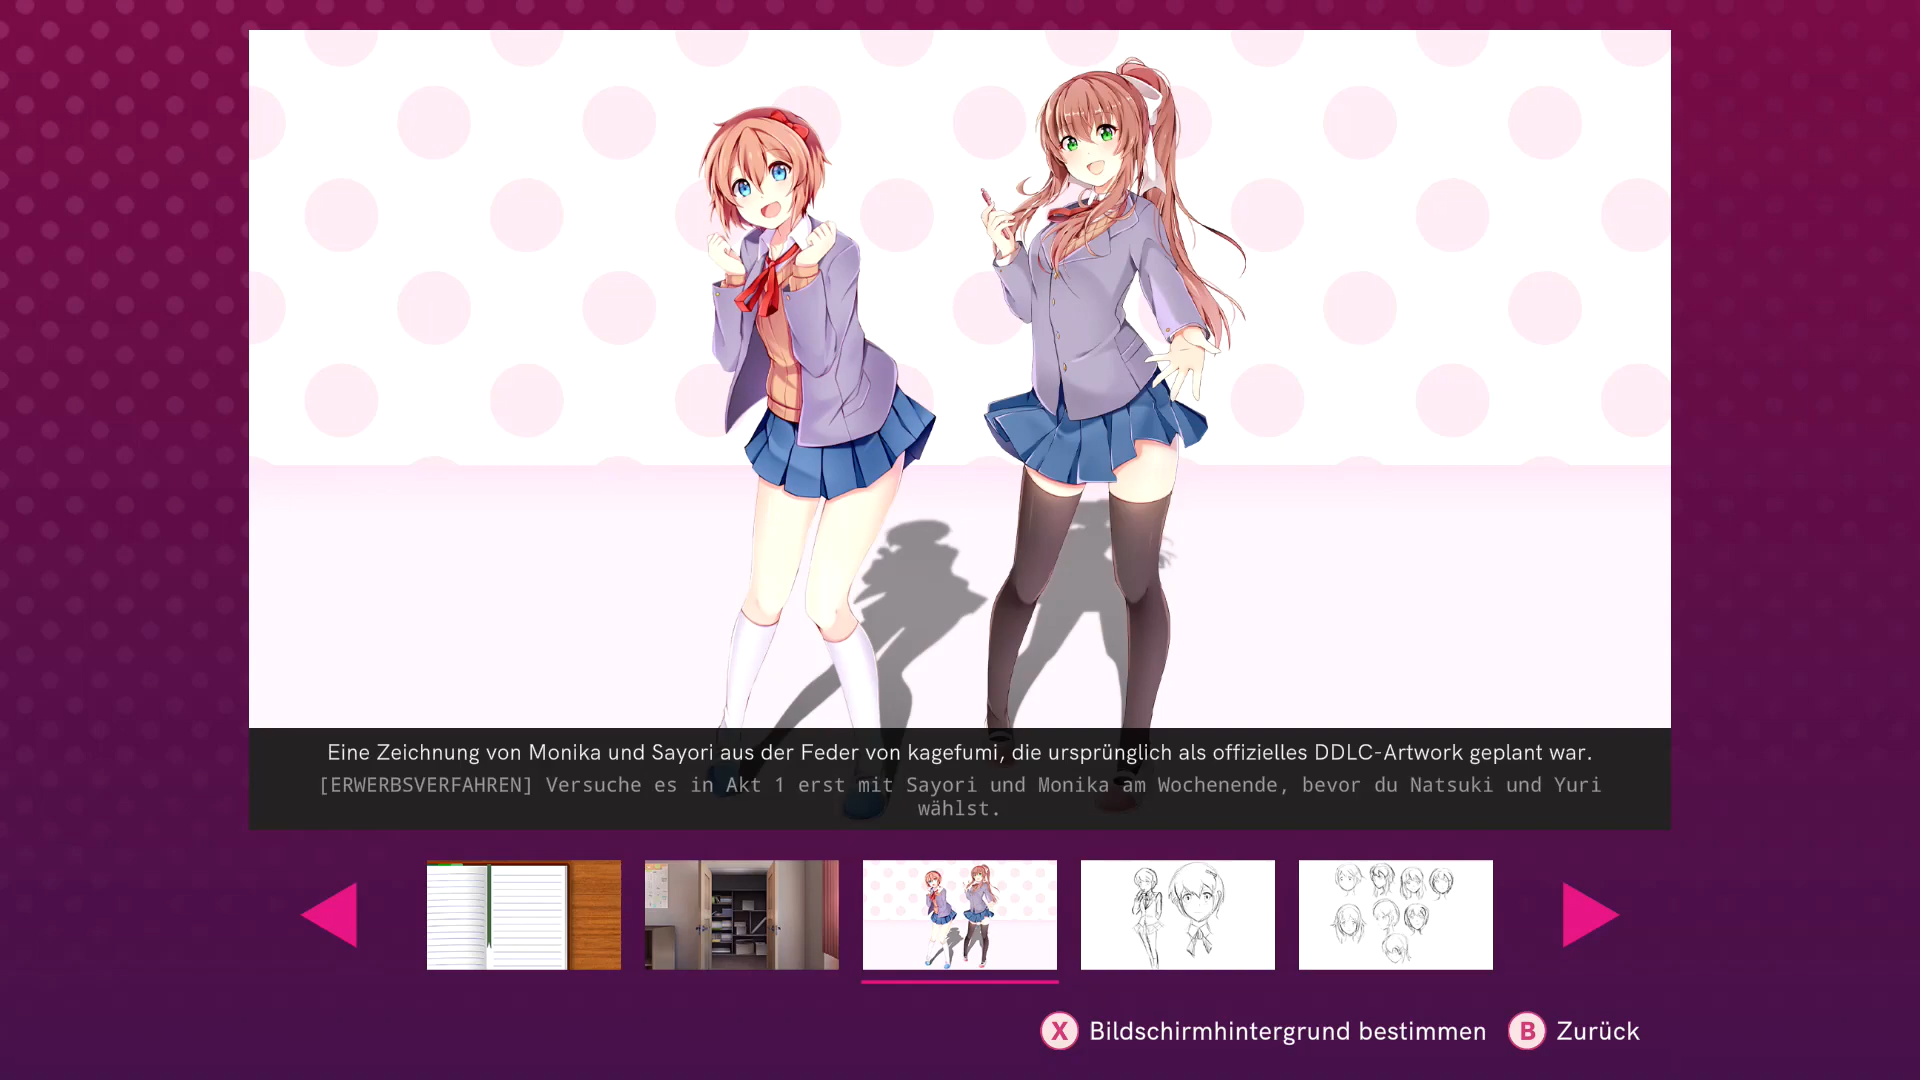 Eine Zeichnung von Monika und Sayori aus der Feder von kagefumi, die ursprünglich als offizielles DDLC-Artwork geplant war.
[ERWERBSVERFAHREN] Versuche es in Akt 1 erst mit Sayori und Monika am Wochenende, bevor du Natsuki und Yuri
wählst.
X Bildschirmhintergrund bestimmen B Zurück